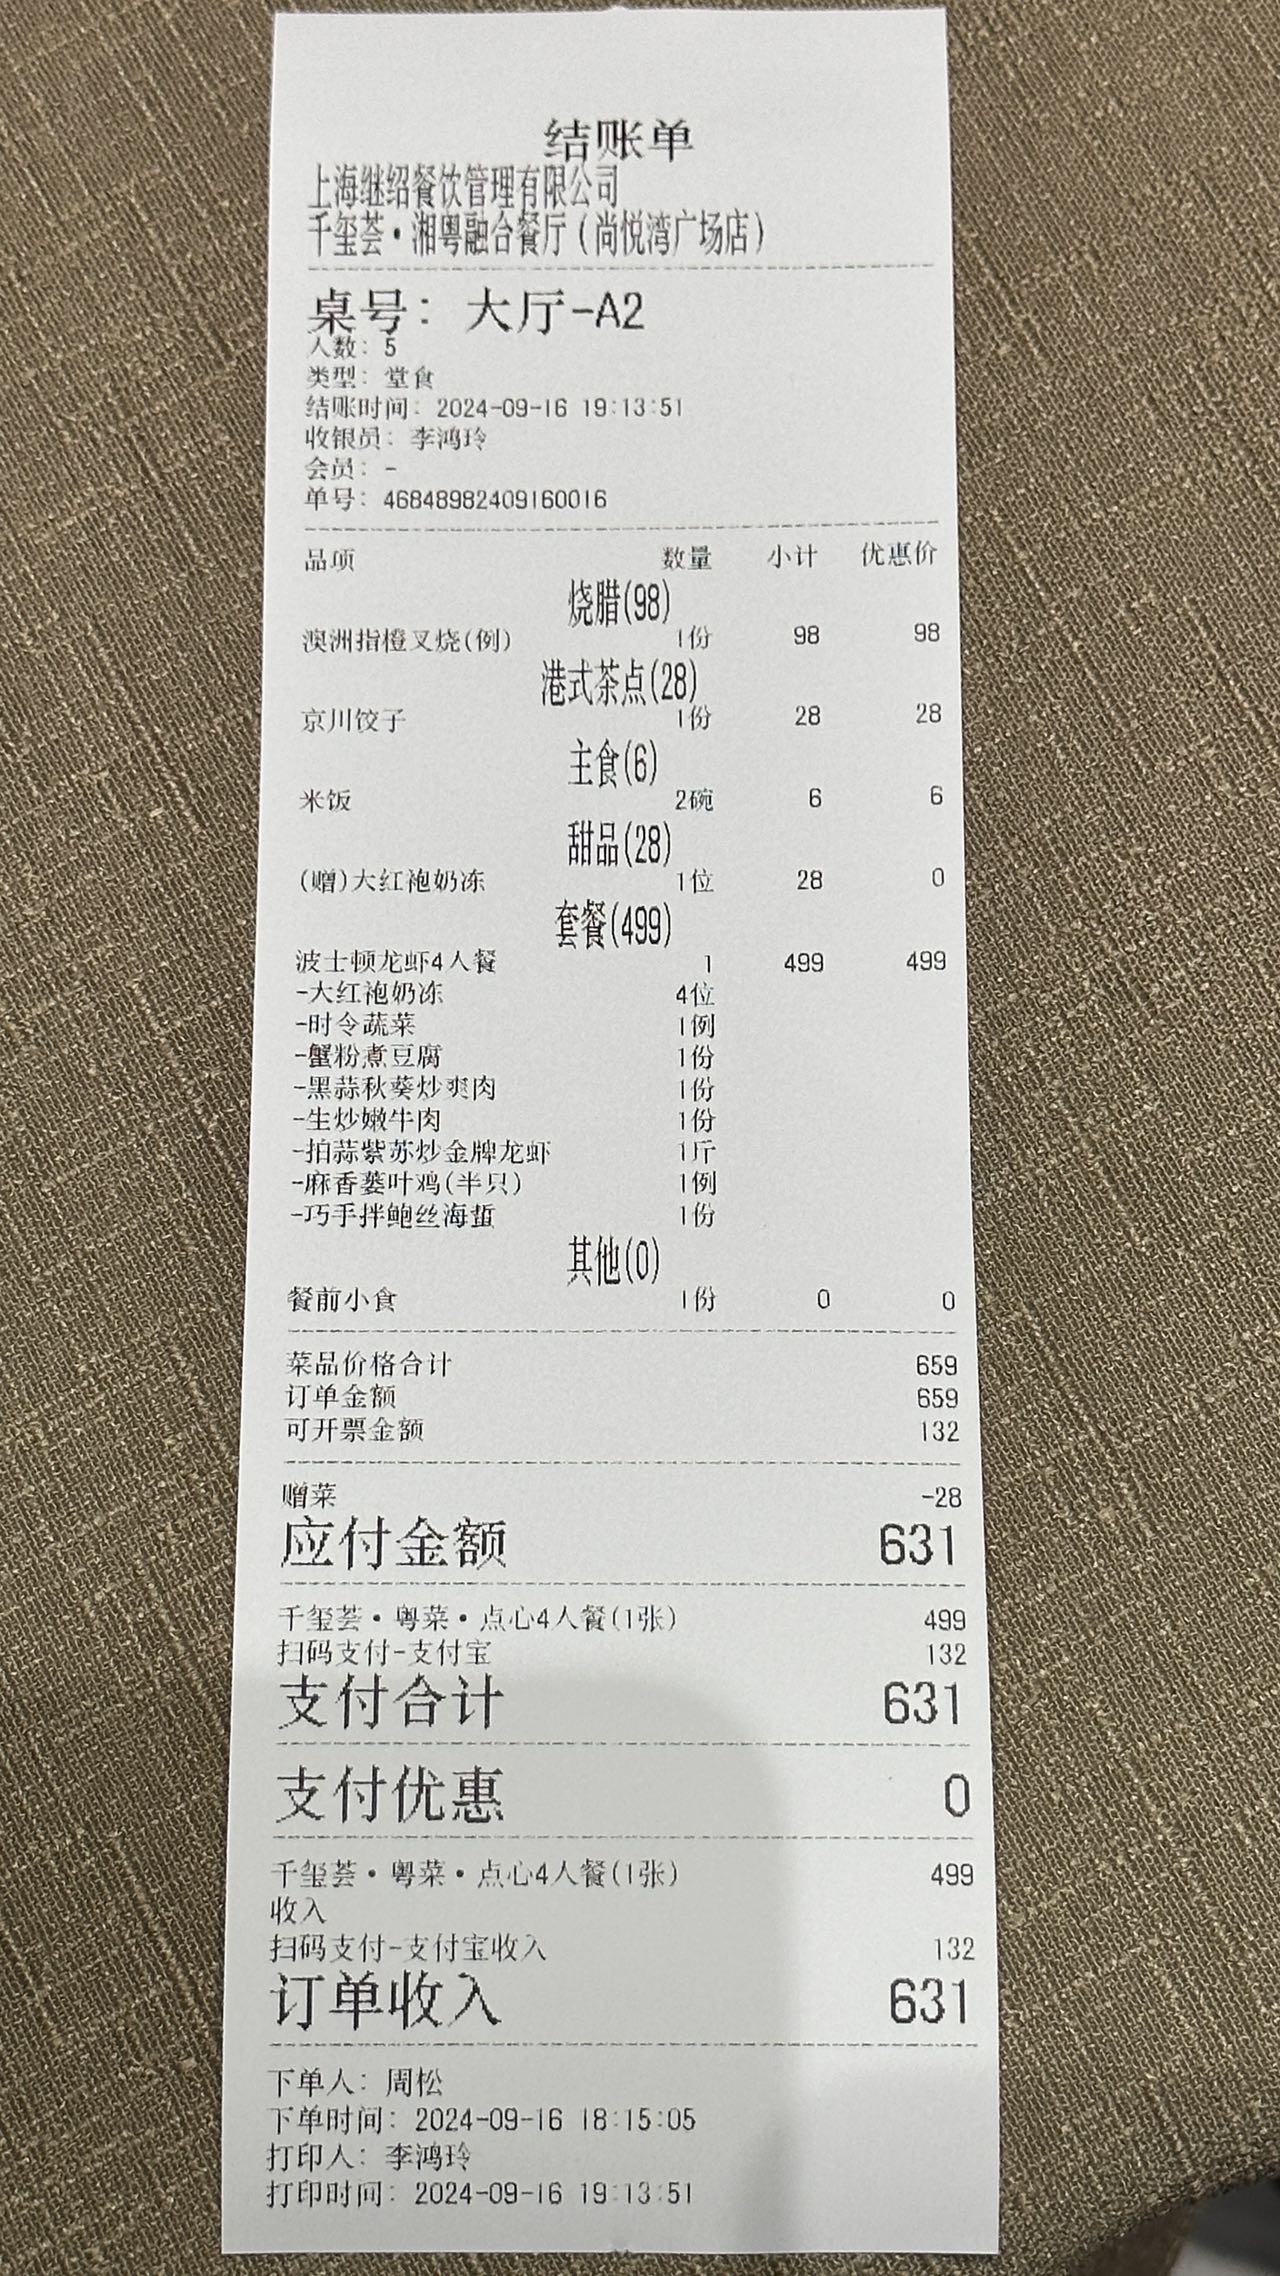 结账单
上海继绍餐饮管理有限公司
千玺荟·湘粤融合餐厅(尚悦湾广场店)
桌号: 大厅-A2
人数: 5
类型: 堂食
结账时间: 2024-09-16 19:13:51
收银员: 李鸿玲
会员: -
单号: 46848982409160016
品项 数量 小计 优惠价
烧腊(98)
澳洲指橙叉烧(例) 1份 98 98
港式茶点(28)
京川饺子 1份 28 28
主食(6)
米饭 2碗 6 6
甜品(28)
(赠)大红袍奶冻 1位 28 0
套餐(499)
波士顿龙虾4人餐 1 499 499
-大红袍奶冻 4位
-时令蔬菜 1例
-蟹粉煮豆腐 1份
-黑蒜秋葵炒爽肉 1份
-生炒嫩牛肉 1份
-拍蒜紫苏炒金牌龙虾 1斤
-麻香蒌叶鸡(半只) 1例
-巧手拌鲍丝海蜇 1份
其他(0)
餐前小食 1份 0 0
菜品价格合计 659
订单金额 659
可开票金额 132
赠菜 -28
应付金额 631
千玺荟·粤菜·点心4人餐(1张) 499
扫码支付-支付宝 132
支付合计 631
支付优惠 0
千玺荟·粤菜·点心4人餐(1张) 499
收入
扫码支付-支付宝收入 132
订单收入 631
下单人: 周松
下单时间: 2024-09-16 18:15:05
打印人: 李鸿玲
打印时间: 2024-09-16 19:13:51